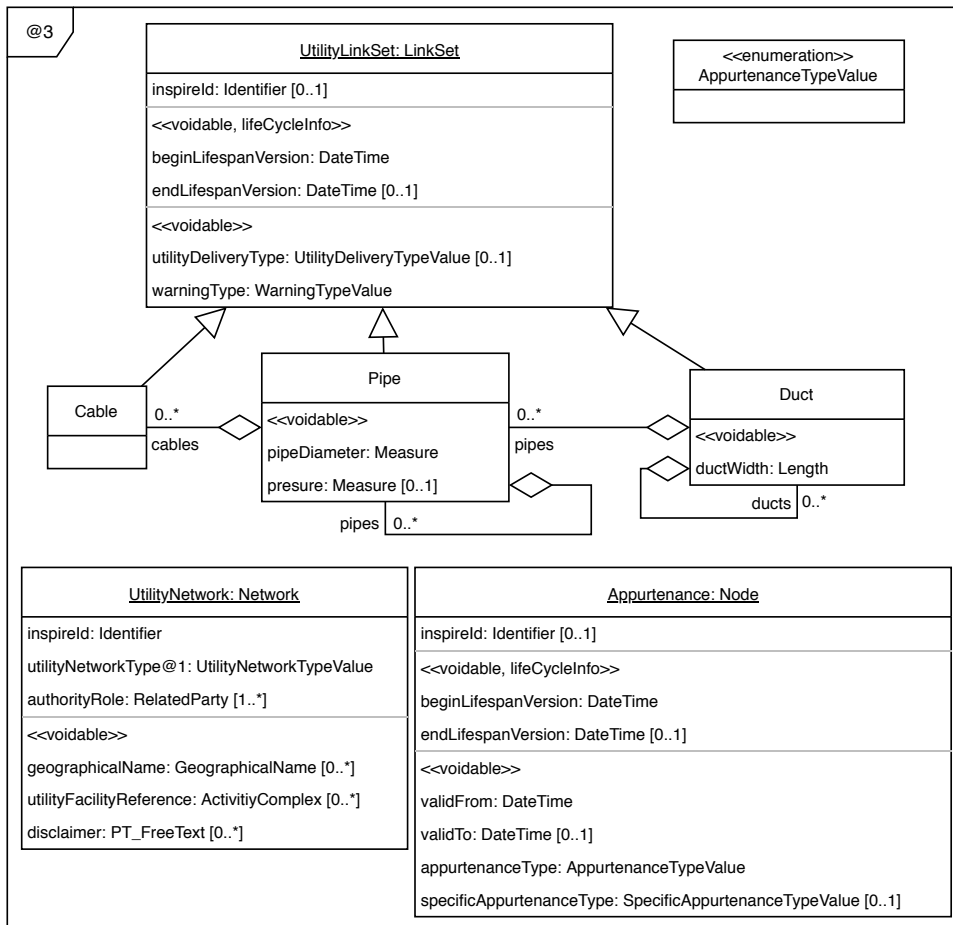 @3
UtilityLinkSet: LinkSet
inspireId: Identifier [0..1]
<<voidable, lifeCycleInfo>>
beginLifespanVersion: DateTime
endLifespanVersion: DateTime [0..1]
<<voidable>>
utilityDeliveryType: UtilityDeliveryTypeValue [0..1]
warningType: WarningTypeValue
<<enumeration>>
AppurtenanceTypeValue
Cable
0..*
cables
Pipe
<<voidable>>
pipeDiameter: Measure
presure: Measure [0..1]
pipes 0..*
0..*
pipes
Duct
<<voidable>>
ductWidth: Length
ducts 0..*
UtilityNetwork: Network
inspireId: Identifier
utilityNetworkType@1: UtilityNetworkTypeValue
authorityRole: RelatedParty [1..*]
<<voidable>>
geographicalName: GeographicalName [0..*]
utilityFacilityReference: ActivitiyComplex [0..*]
disclaimer: PT_FreeText [0..*]
Appurtenance: Node
inspireId: Identifier [0..1]
<<voidable, lifeCycleInfo>>
beginLifespanVersion: DateTime
endLifespanVersion: DateTime [0..1]
<<voidable>>
validFrom: DateTime
validTo: DateTime [0..1]
appurtenanceType: AppurtenanceTypeValue
specificAppurtenanceType: SpecificAppurtenanceTypeValue [0..1]